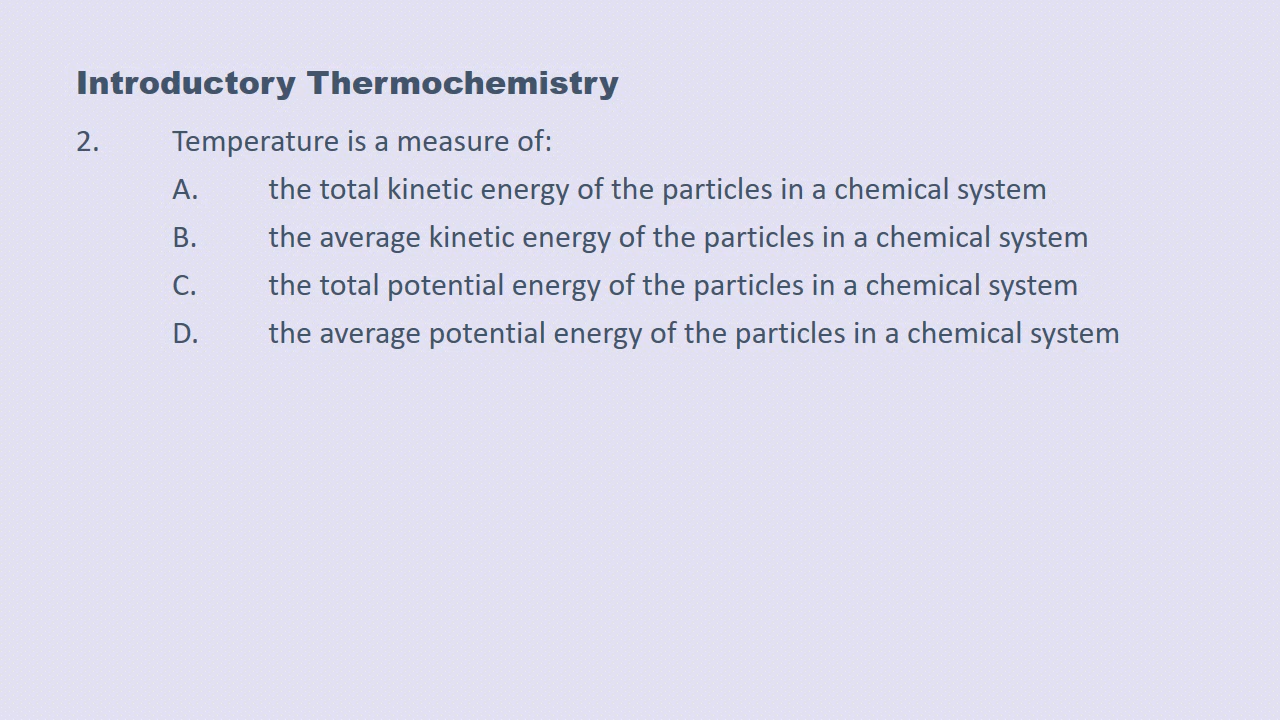 Introductory Thermochemistry
2. Temperature is a measure of:
A. the total kinetic energy of the particles in a chemical system
B. the average kinetic energy of the particles in a chemical system
C. the total potential energy of the particles in a chemical system
D. the average potential energy of the particles in a chemical system